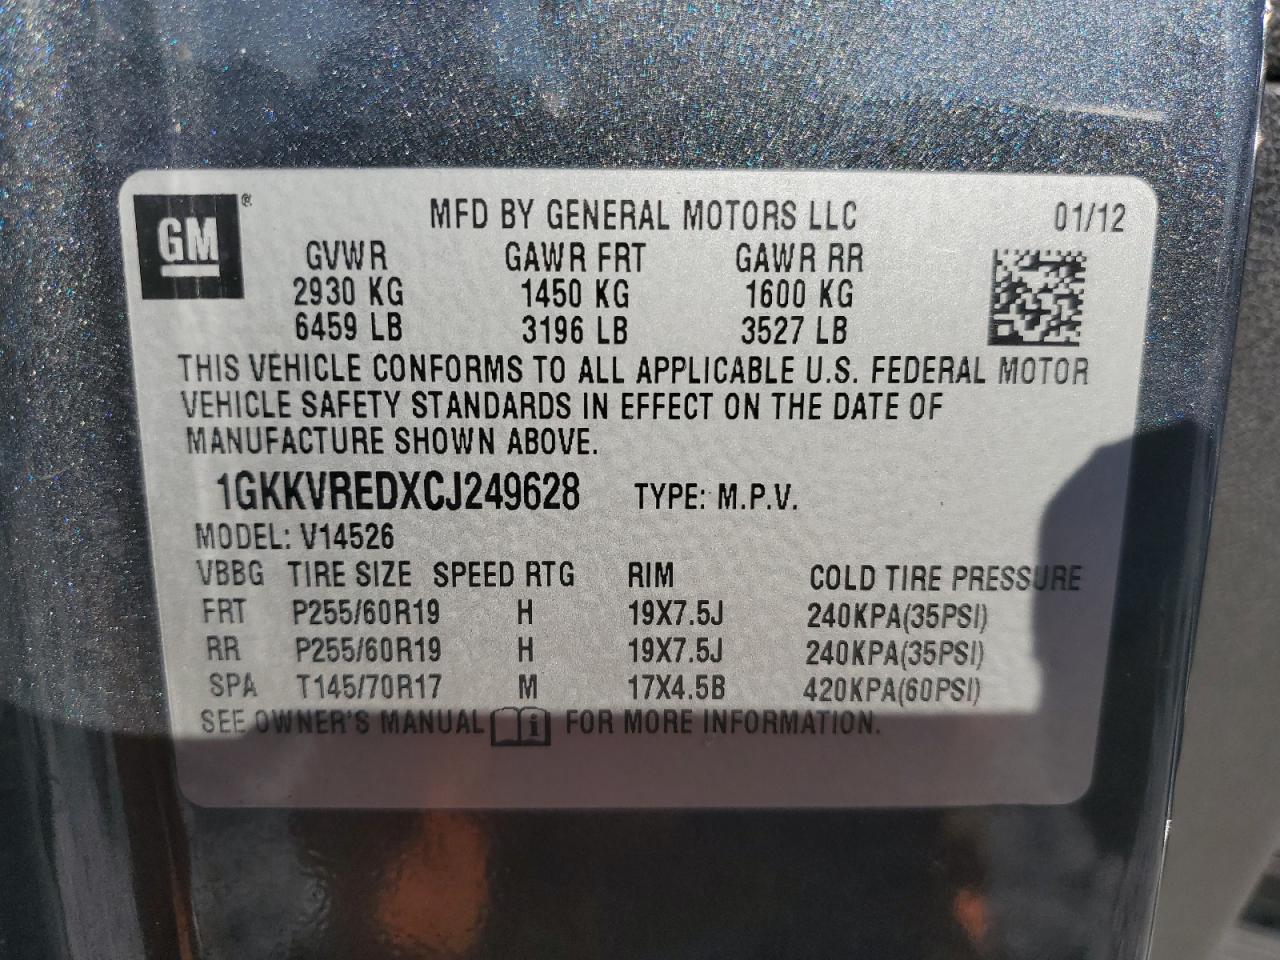 GM ®
MFD BY GENERAL MOTORS LLC 01/12
GVWR GAWR FRT GAWR RR
2930 KG 1450 KG 1600 KG
6459 LB 3196 LB 3527 LB
THIS VEHICLE CONFORMS TO ALL APPLICABLE U.S. FEDERAL MOTOR
VEHICLE SAFETY STANDARDS IN EFFECT ON THE DATE OF
MANUFACTURE SHOWN ABOVE.
1GKKVREDXCJ249628 TYPE: M.P.V.
MODEL: V14526
VBBG TIRE SIZE SPEED RTG RIM COLD TIRE PRESSURE
FRT P255/60R19 H 19X7.5J 240KPA(35PSI)
RR P255/60R19 H 19X7.5J 240KPA(35PSI)
SPA T145/70R17 M 17X4.5B 420KPA(60PSI)
SEE OWNER'S MANUAL i FOR MORE INFORMATION.